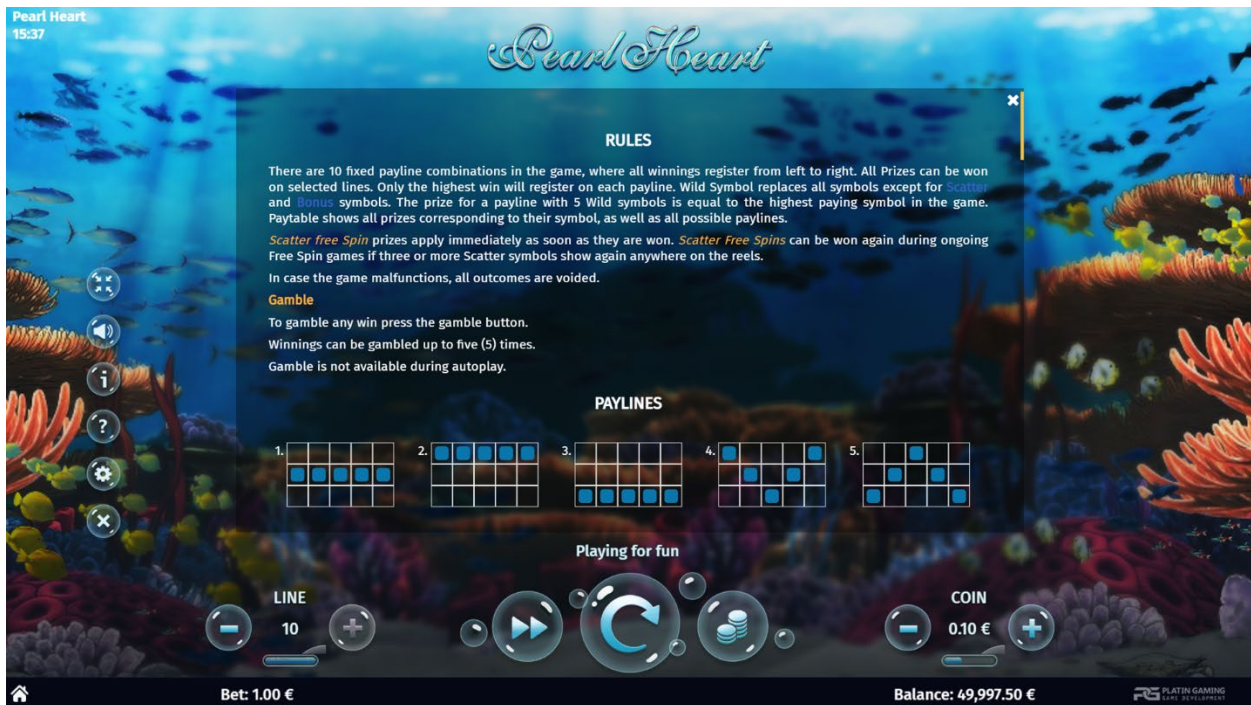 Pearl Heart
15:37
Pearl Heart
RULES
There are 10 fixed payline combinations in the game, where all winnings register from left to right. All Prizes can be won
on selected lines. Only the highest win will register on each payline. Wild Symbol replaces all symbols except for Scatter
and Bonus symbols. The prize for a payline with 5 Wild symbols is equal to the highest paying symbol in the game.
Paytable shows all prizes corresponding to their symbol, as well as all possible paylines.
Scatter free Spin prizes apply immediately as soon as they are won. Scatter Free Spins can be won again during ongoing
Free Spin games if three or more Scatter symbols show again anywhere on the reels.
In case the game malfunctions, all outcomes are voided.
Gamble
To gamble any win press the gamble button.
Winnings can be gambled up to five (5) times.
Gamble is not available during autoplay.
PAYLINES
1. 2. 3. 4. 5.
Playing for fun
LINE
10
COIN
0.10 €
Bet: 1.00 €
Balance: 49,997.50 €
PG PLATIN GAMING
GAME DEVELOPMENT